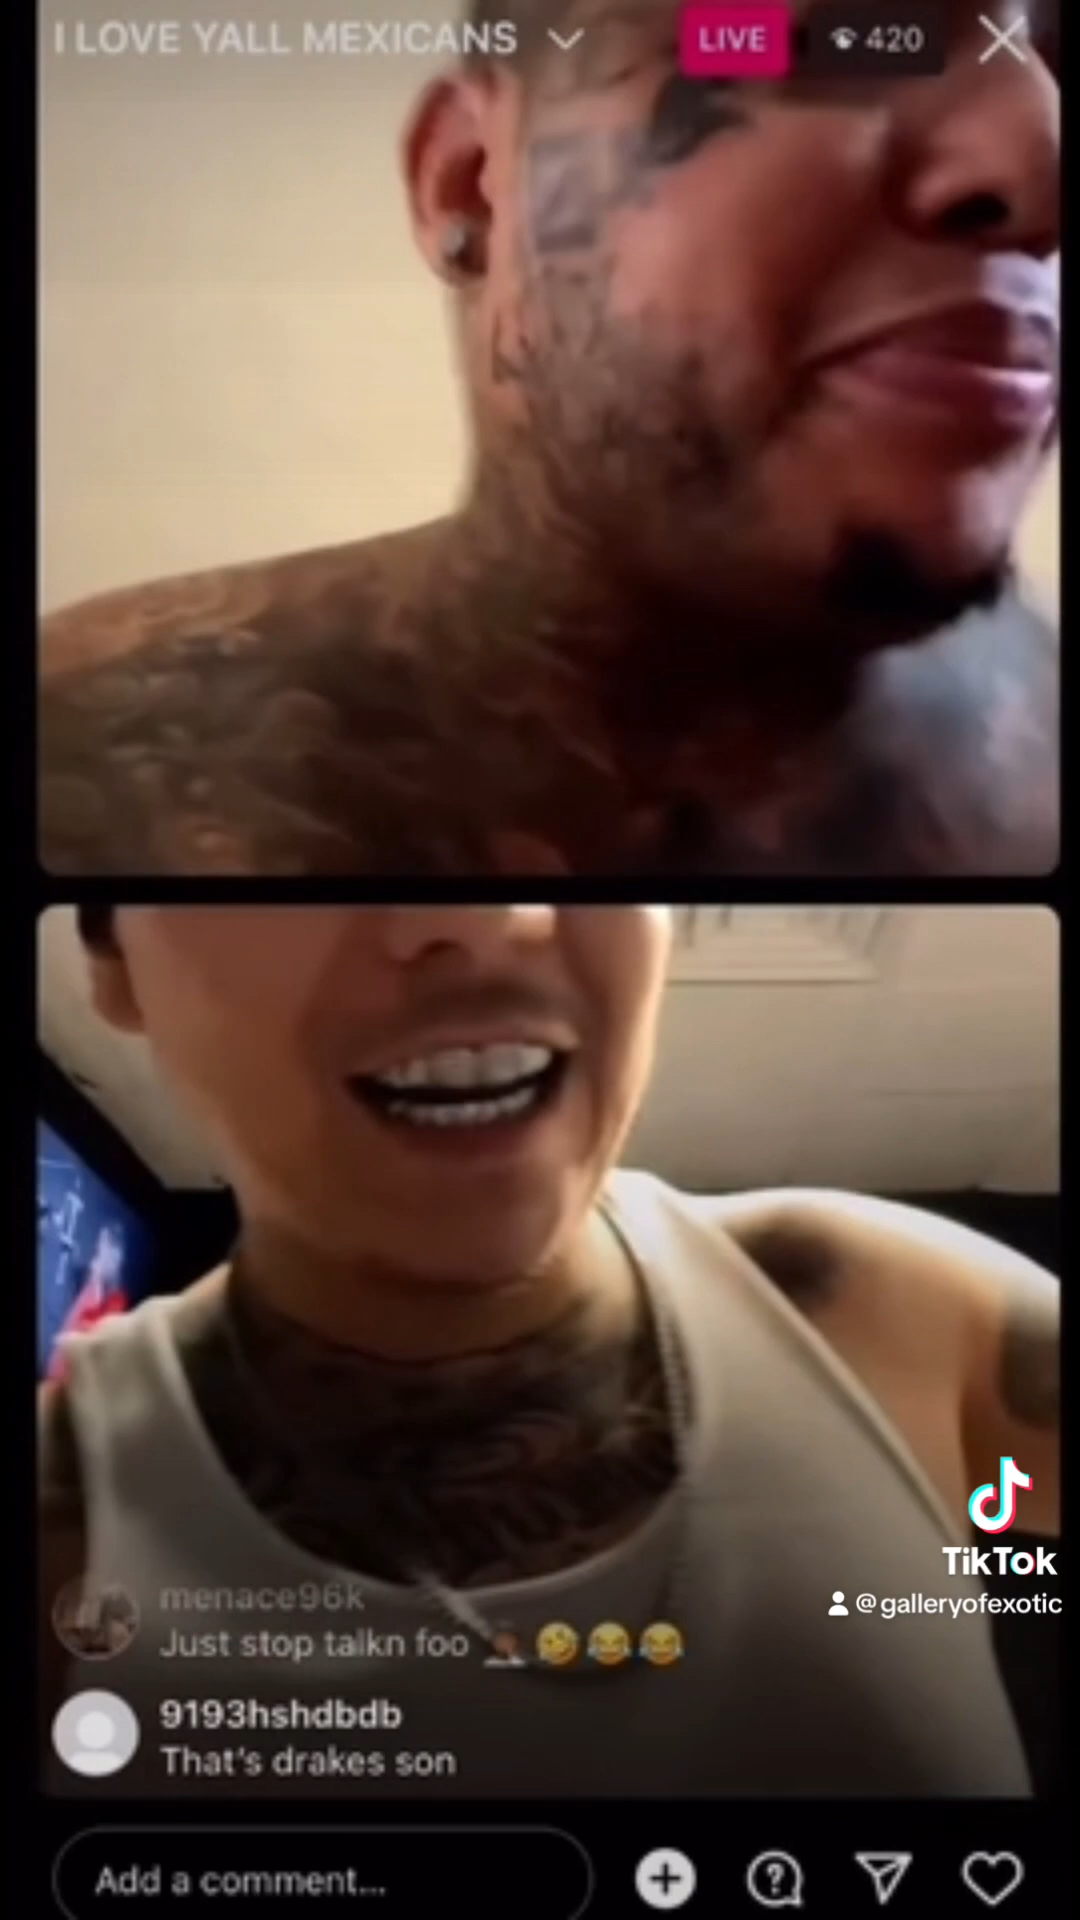 I LOVE YALL MEXICANS
LIVE
420
TikTok
@galleryofexotic
menace96k
Just stop talkn foo 🤦🏽‍♂️🤣😂😂
9193hshdbdb
That's drakes son
Add a comment...